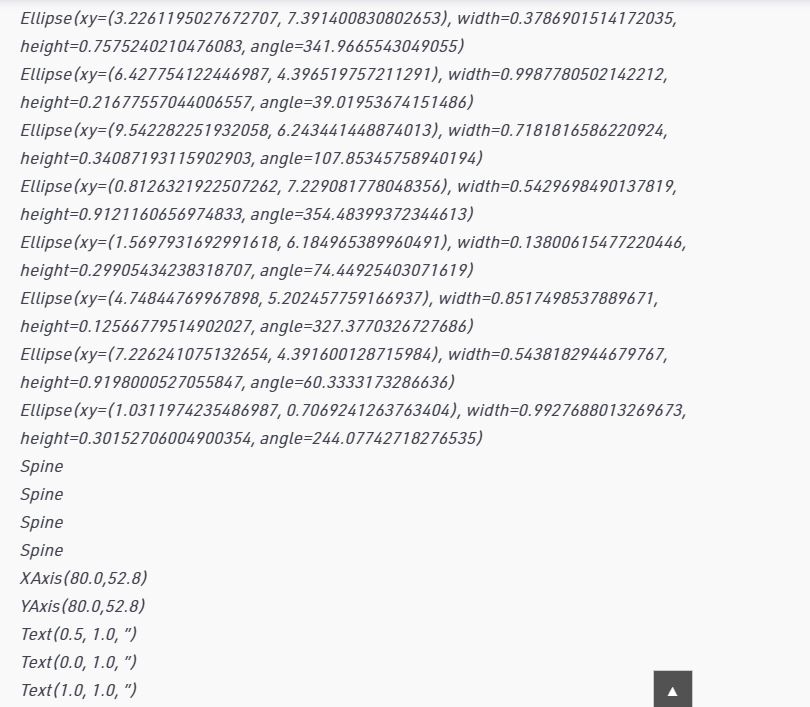 Ellipse(xy=(3.2261195027672707, 7.391400830802653), width=0.3786901514172035,
height=0.7575240210476083, angle=341.9665543049055)
Ellipse(xy=(6.427754122446987, 4.396519757211291), width=0.9987780502142212,
height=0.21677557044006557, angle=39.01953674151486)
Ellipse(xy=(9.542282251932058, 6.243441448874013), width=0.7181816586220924,
height=0.34087193115902903, angle=107.85345758940194)
Ellipse(xy=(0.8126321922507262, 7.229081778048356), width=0.5429698490137819,
height=0.9121160656974833, angle=354.48399372344613)
Ellipse(xy=(1.5697931692991618, 6.184965389960491), width=0.13800615477220446,
height=0.29905434238318707, angle=74.44925403071619)
Ellipse(xy=(4.74844769967898, 5.202457759166937), width=0.8517498537889671,
height=0.12566779514902027, angle=327.3770326727686)
Ellipse(xy=(7.226241075132654, 4.391600128715984), width=0.5438182944679767,
height=0.9198000527055847, angle=60.3333173286636)
Ellipse(xy=(1.0311974235486987, 0.7069241263763404), width=0.9927688013269673,
height=0.30152706004900354, angle=244.07742718276535)
Spine
Spine
Spine
Spine
XAxis(80.0,52.8)
YAxis(80.0,52.8)
Text(0.5, 1.0, ”)
Text(0.0, 1.0, ”)
Text(1.0, 1.0, ”)